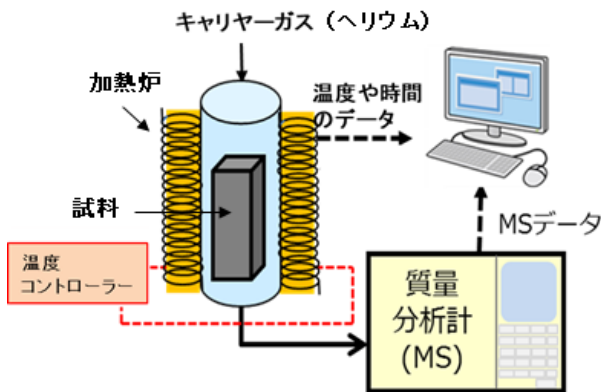 キャリヤーガス（ヘリウム）
加熱炉
温度や時間
のデータ
試料
MSデータ
温度
コントローラー
質量
分析計
(MS)